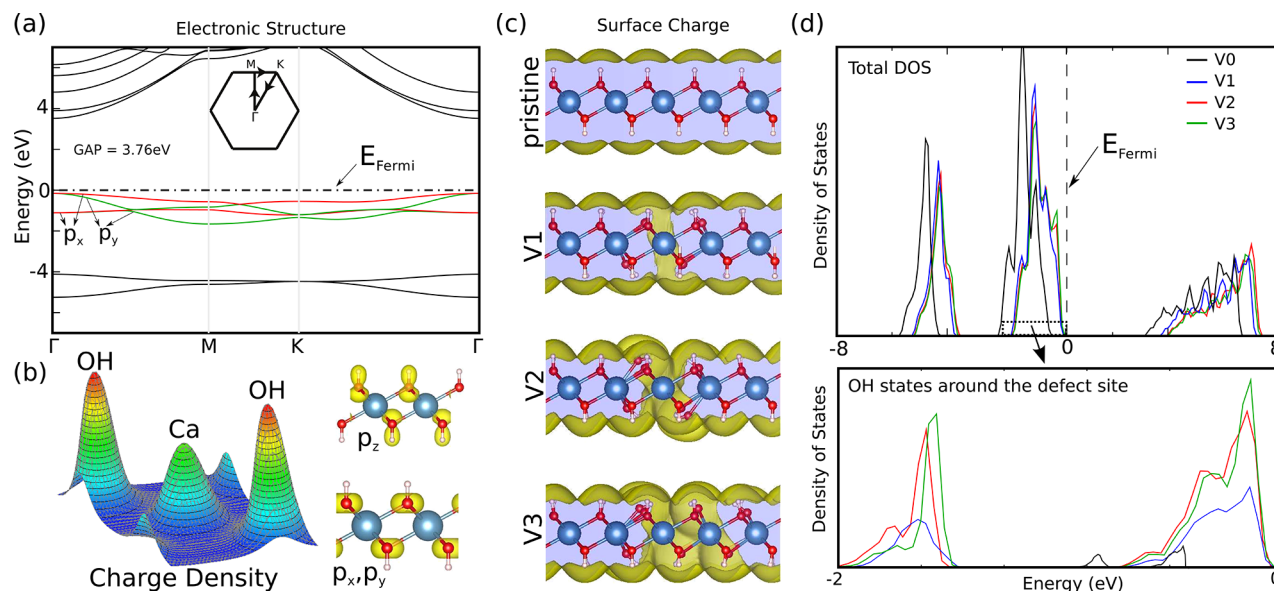 (a)
Electronic Structure
Energy (eV)
4
0
-4
M K
Γ
GAP = 3.76eV
E_Fermi
p_x p_y
Γ M K Γ
(b)
OH
Ca
OH
Charge Density
p_z
p_x,p_y
(c)
Surface Charge
pristine
V1
V2
V3
(d)
Total DOS
V0
V1
V2
V3
E_Fermi
Density of States
-8 0 8
OH states around the defect site
Density of States
-2 0
Energy (eV)